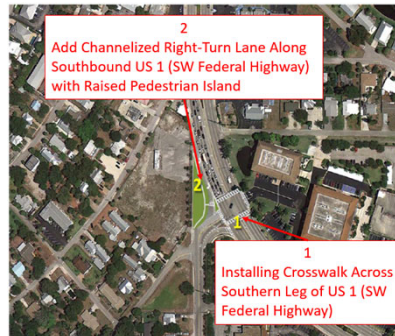 2
Add Channelized Right-Turn Lane Along
Southbound US 1 (SW Federal Highway)
with Raised Pedestrian Island
2
1
1
Installing Crosswalk Across
Southern Leg of US 1 (SW
Federal Highway)